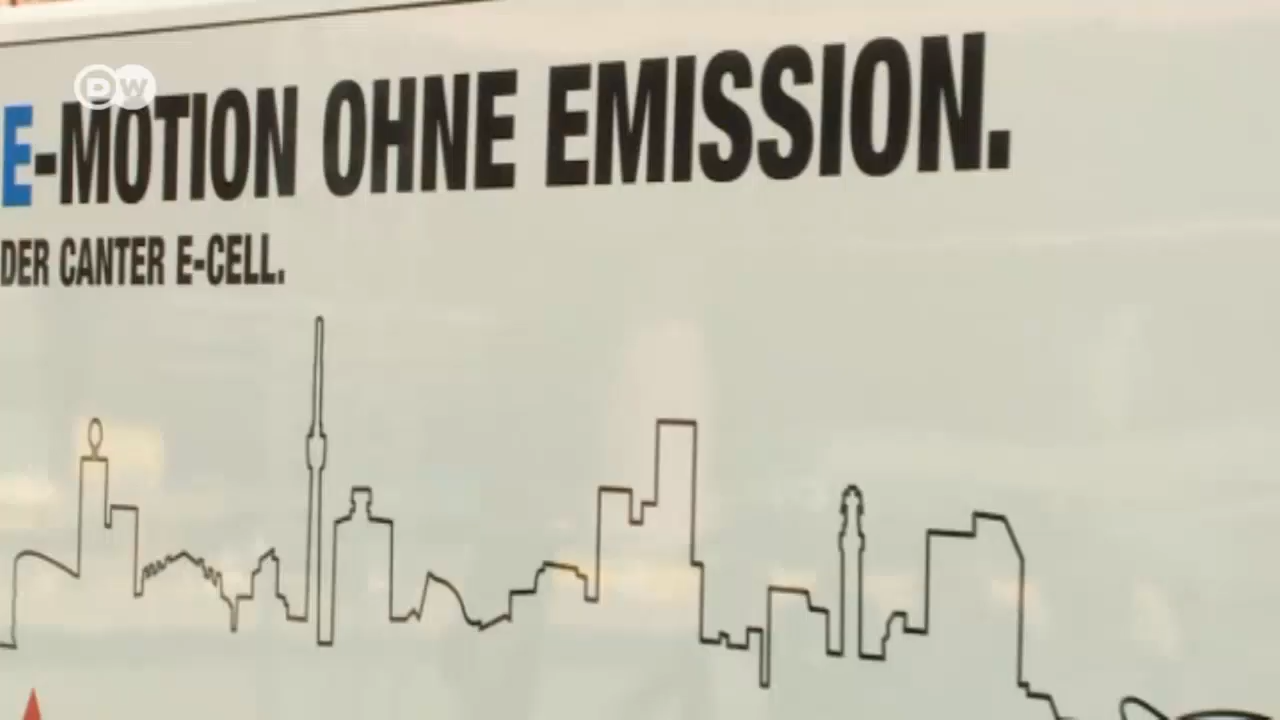 DW
E-MOTION OHNE EMISSION.
DER CANTER E-CELL.